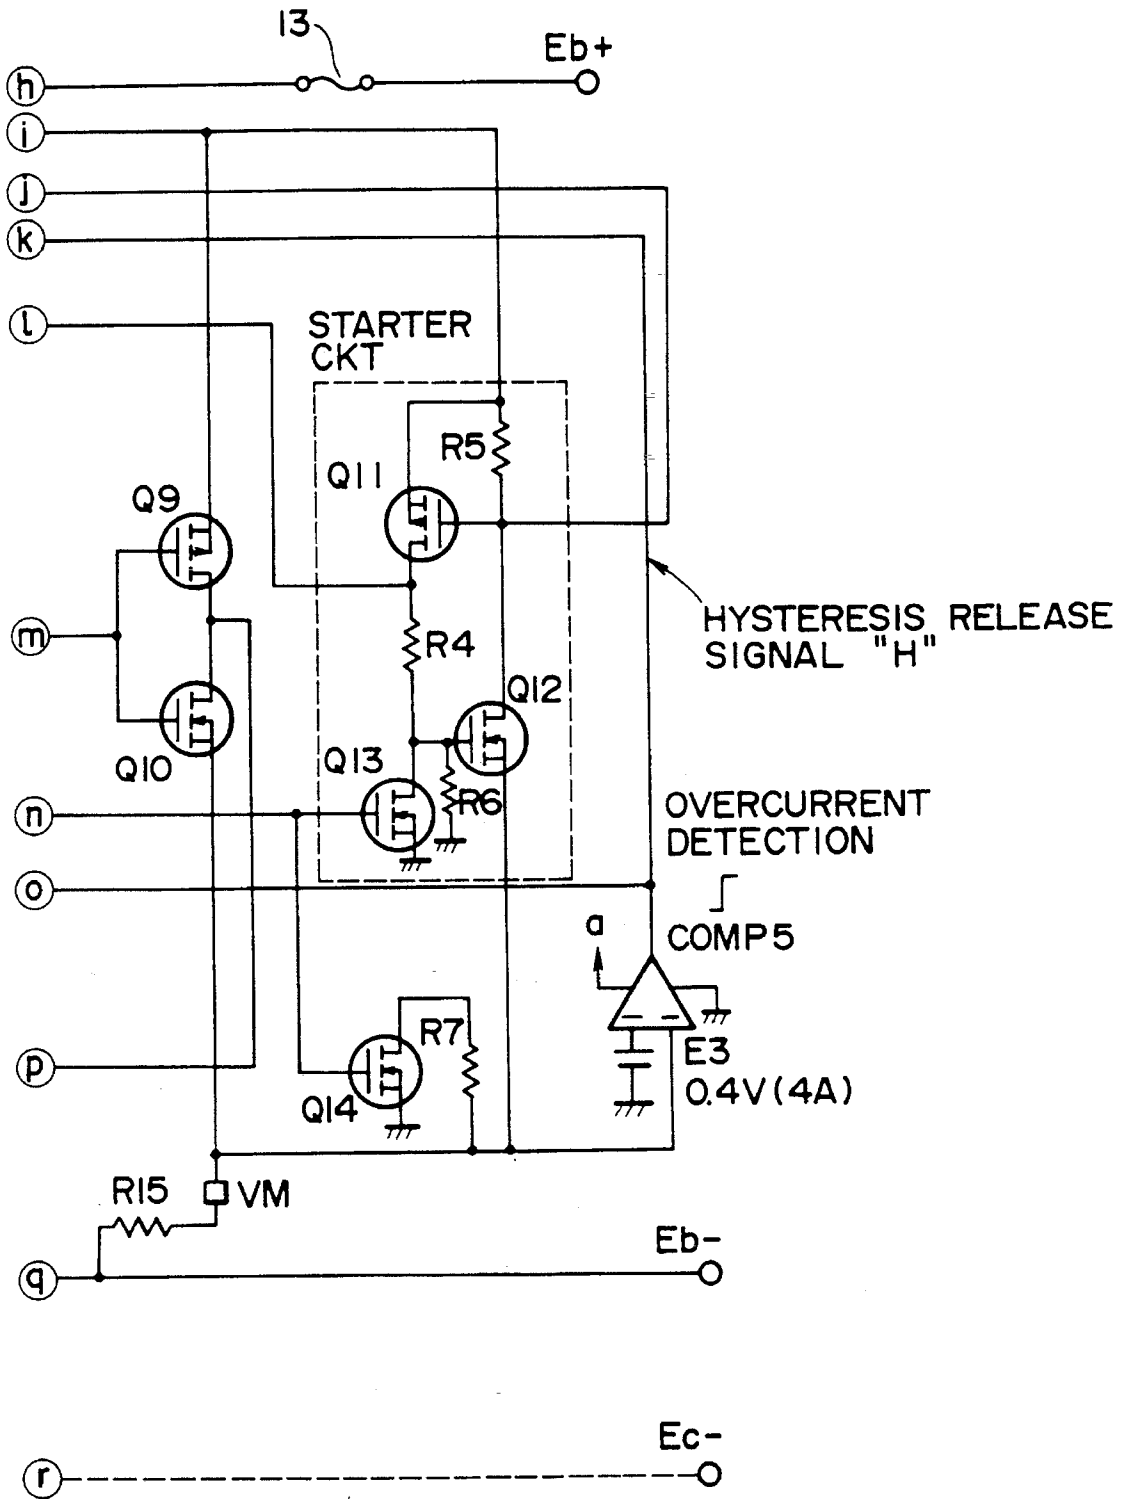 13
Eb+
h
i
j
k
l
STARTER
CKT
R5
Q11
Q9
HYSTERESIS RELEASE
SIGNAL "H"
m
R4
Q12
Q10
Q13
R6
n
OVERCURRENT
DETECTION
o
a
COMP5
R7
E3
p
0.4V(4A)
Q14
R15
VM
Eb-
q
Ec-
r